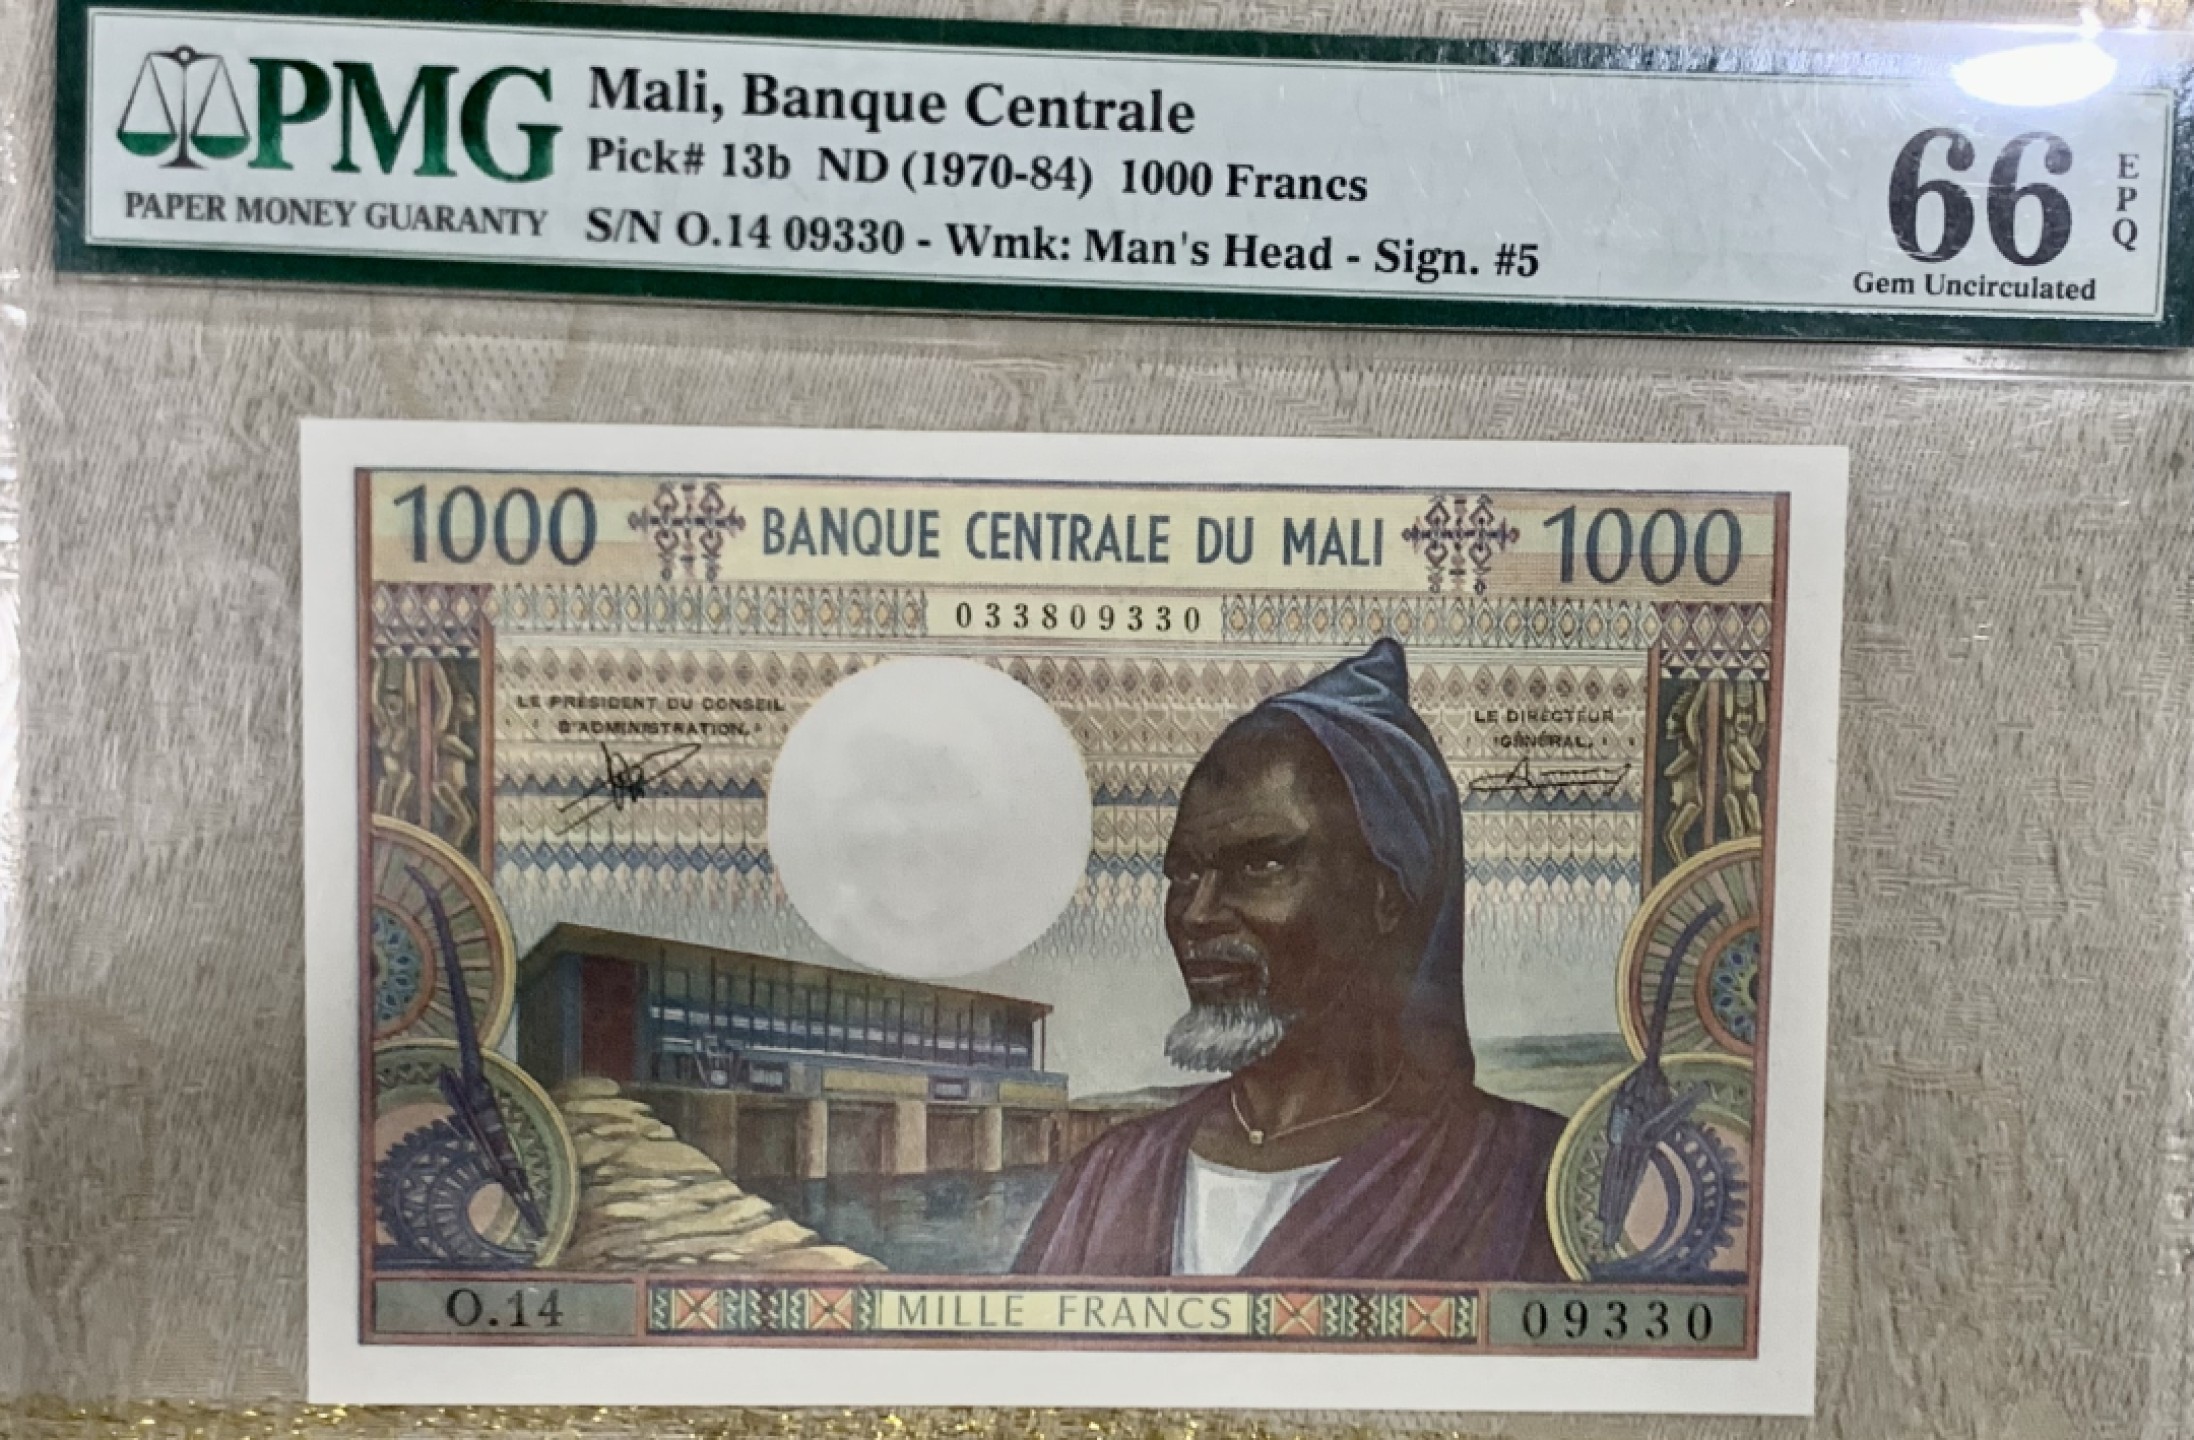 PMG
PAPER MONEY GUARANTY
Mali, Banque Centrale
Pick# 13b ND (1970-84) 1000 Francs
S/N O.14 09330 - Wmk: Man's Head - Sign. #5
66
EPQ
Gem Uncirculated
1000 BANQUE CENTRALE DU MALI 1000
033809330
LE PRÉSIDENT DU CONSEIL
D'ADMINISTRATION.
LE DIRECTEUR
GÉNÉRAL.
O.14 MILLE FRANCS 09330